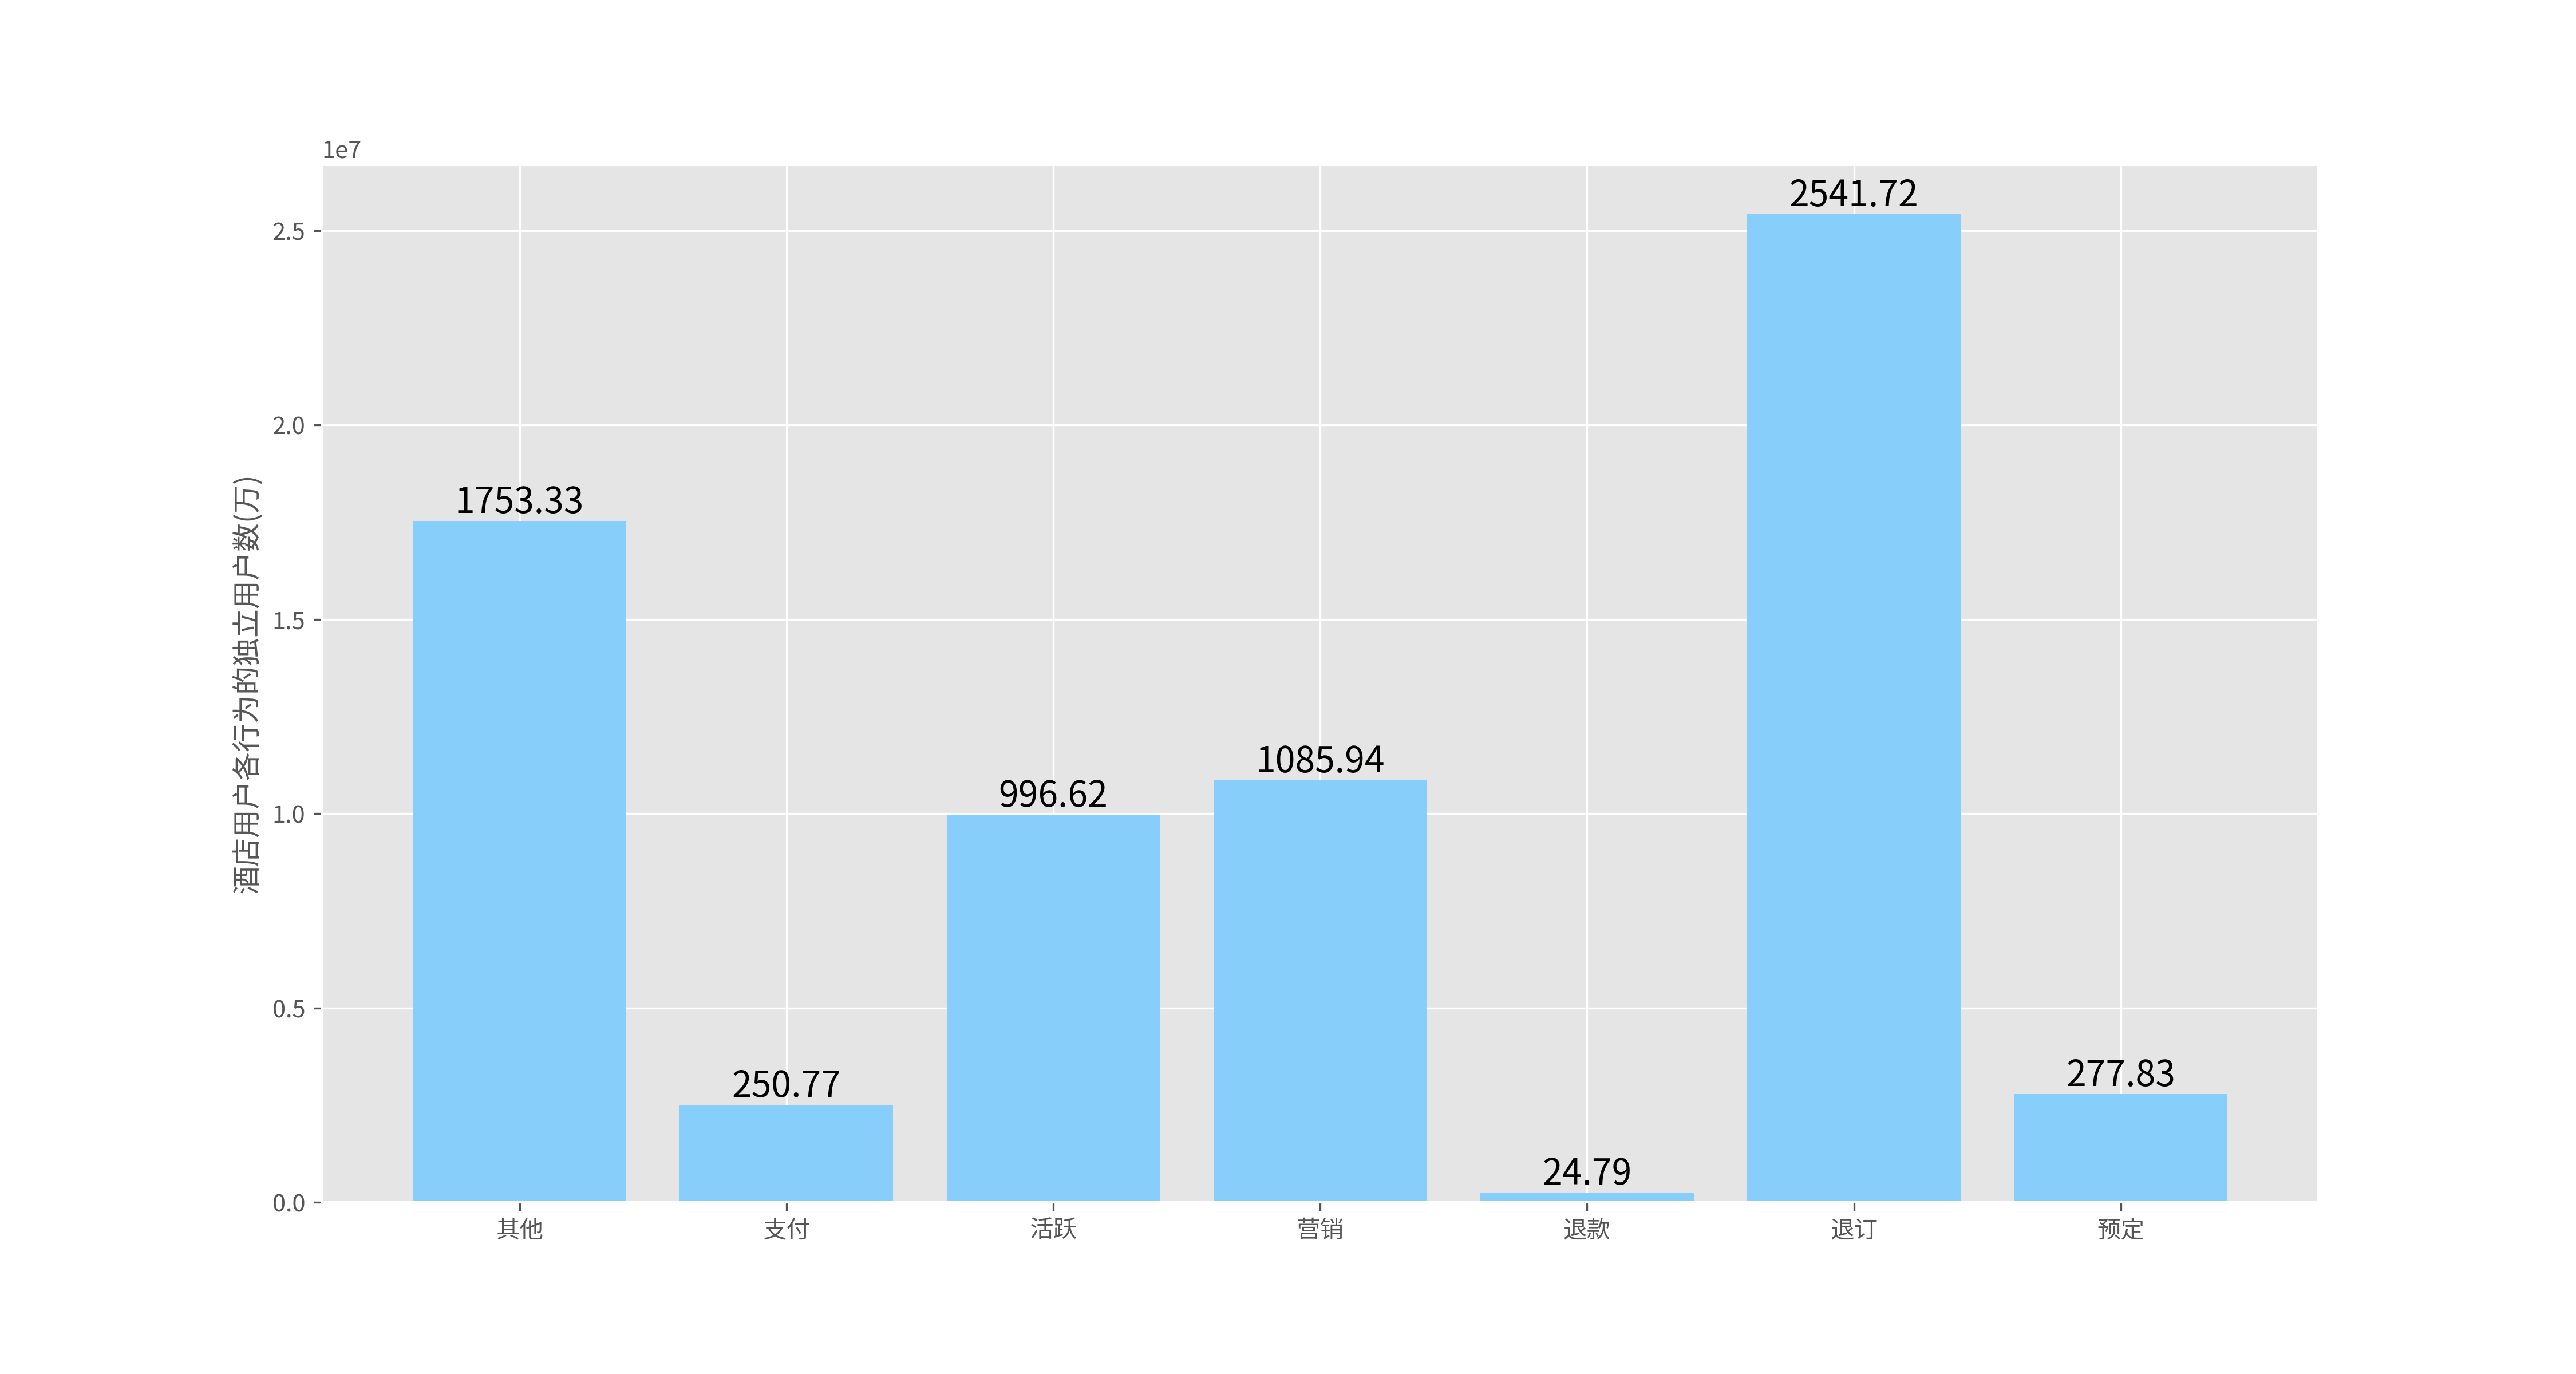 1e7
2.5
2.0
1.5
1.0
0.5
0.0
酒店用户各行为的独立用户数(万)
1753.33
250.77
996.62
1085.94
24.79
2541.72
277.83
其他
支付
活跃
营销
退款
退订
预定